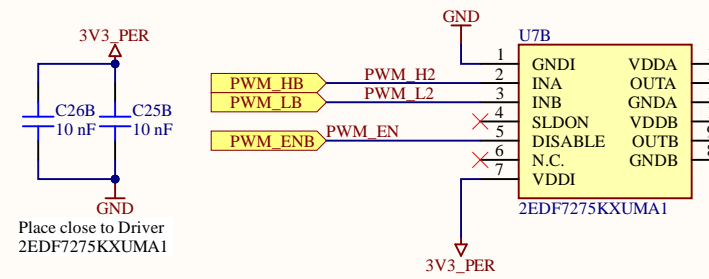 3V3_PER
C26B
10 nF
C25B
10 nF
GND
Place close to Driver
2EDF7275KXUMA1
GND
U7B
PWM_HB
PWM_H2
PWM_LB
PWM_L2
PWM_ENB
PWM_EN
1
GNDI
VDDA
2
INA
OUTA
3
INB
GNDA
4
SLDON
VDDB
5
DISABLE
OUTB
6
N.C.
GNDB
7
VDDI
2EDF7275KXUMA1
3V3_PER